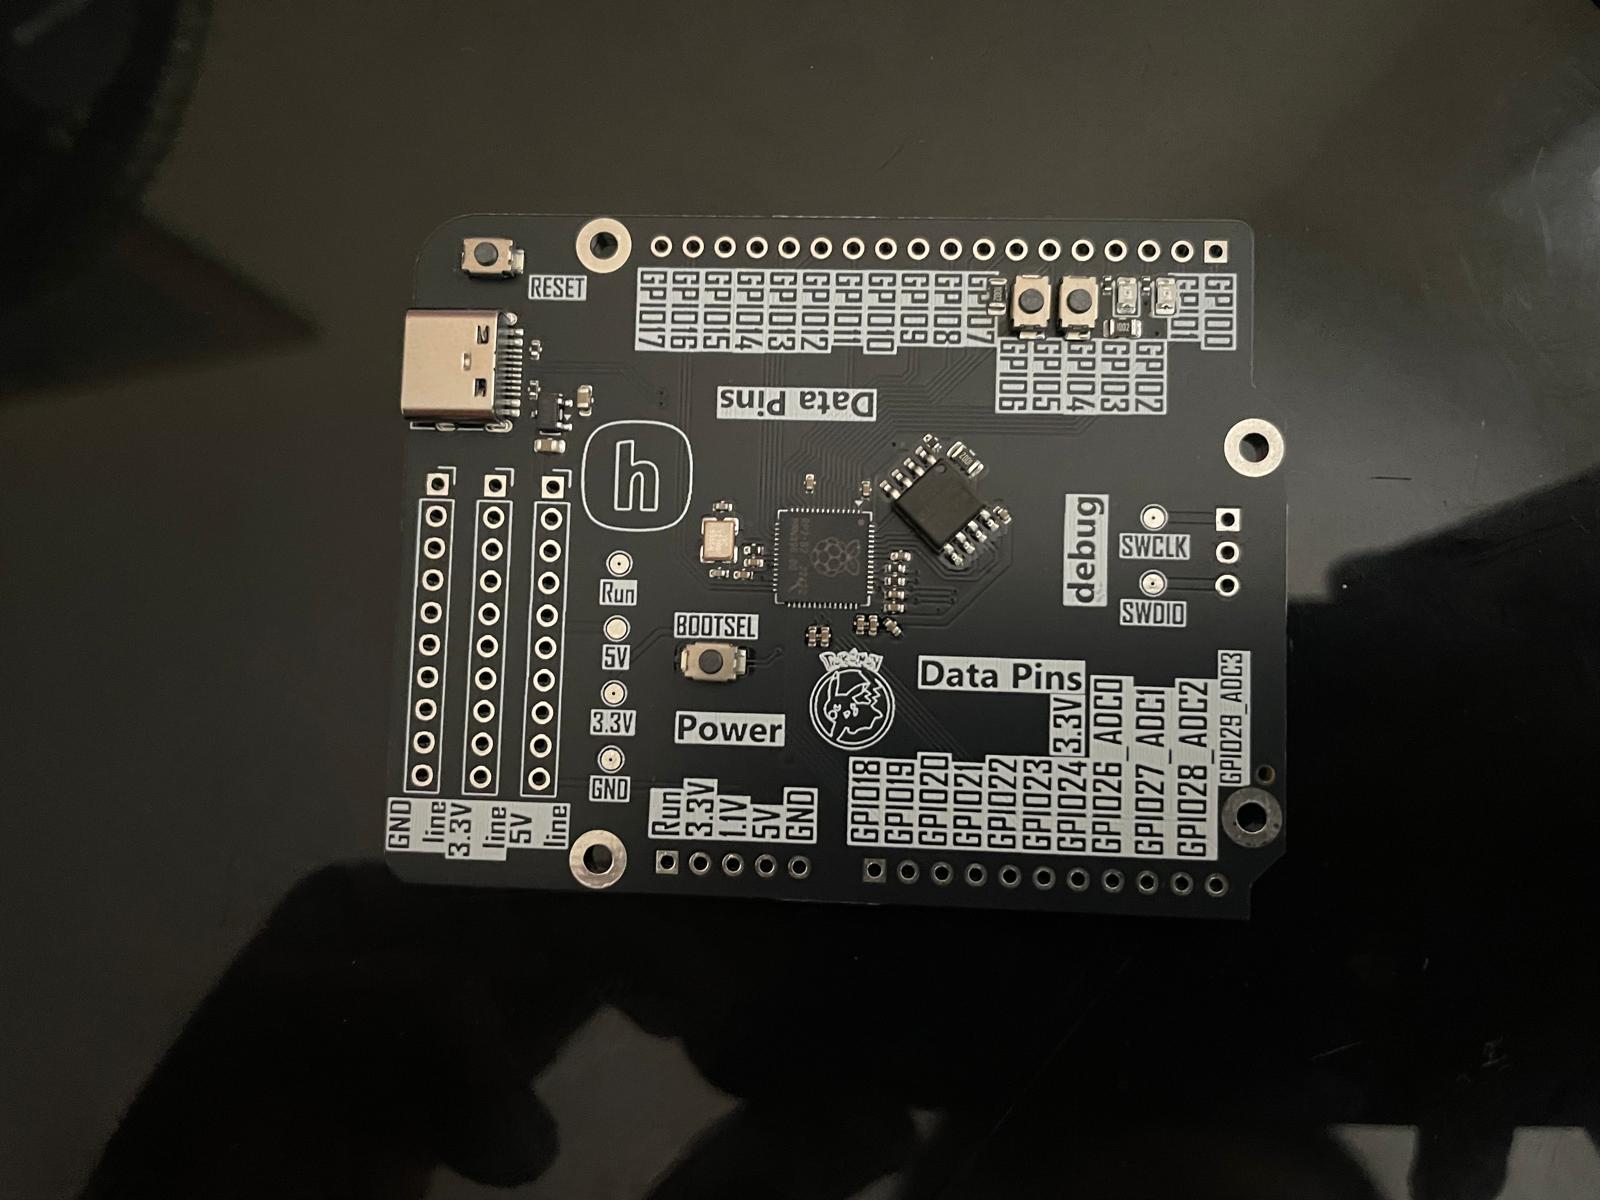 RESET
GPIO17
GPIO16
GPIO15
GPIO14
GPIO13
GPIO12
GPIO11
GPIO10
GPIO9
GPIO8
GPIO7
GPIO6
GPIO5
GPIO4
GPIO3
GPIO2
GPIO1
GPIO0
Data Pins
h
debug
SWCLK
SWDIO
Run
5V
3.3V
GND
BOOTSEL
Power
POKÉMON
Data Pins
GND line
3.3V line
5V line
Run
3.3V
1.1V
5V
GND
GPIO18
GPIO19
GPIO20
GPIO21
GPIO22
GPIO23
GPIO24
3.3V
GPIO26_ADC0
GPIO27_ADC1
GPIO28_ADC2
GPIO29_ADC3